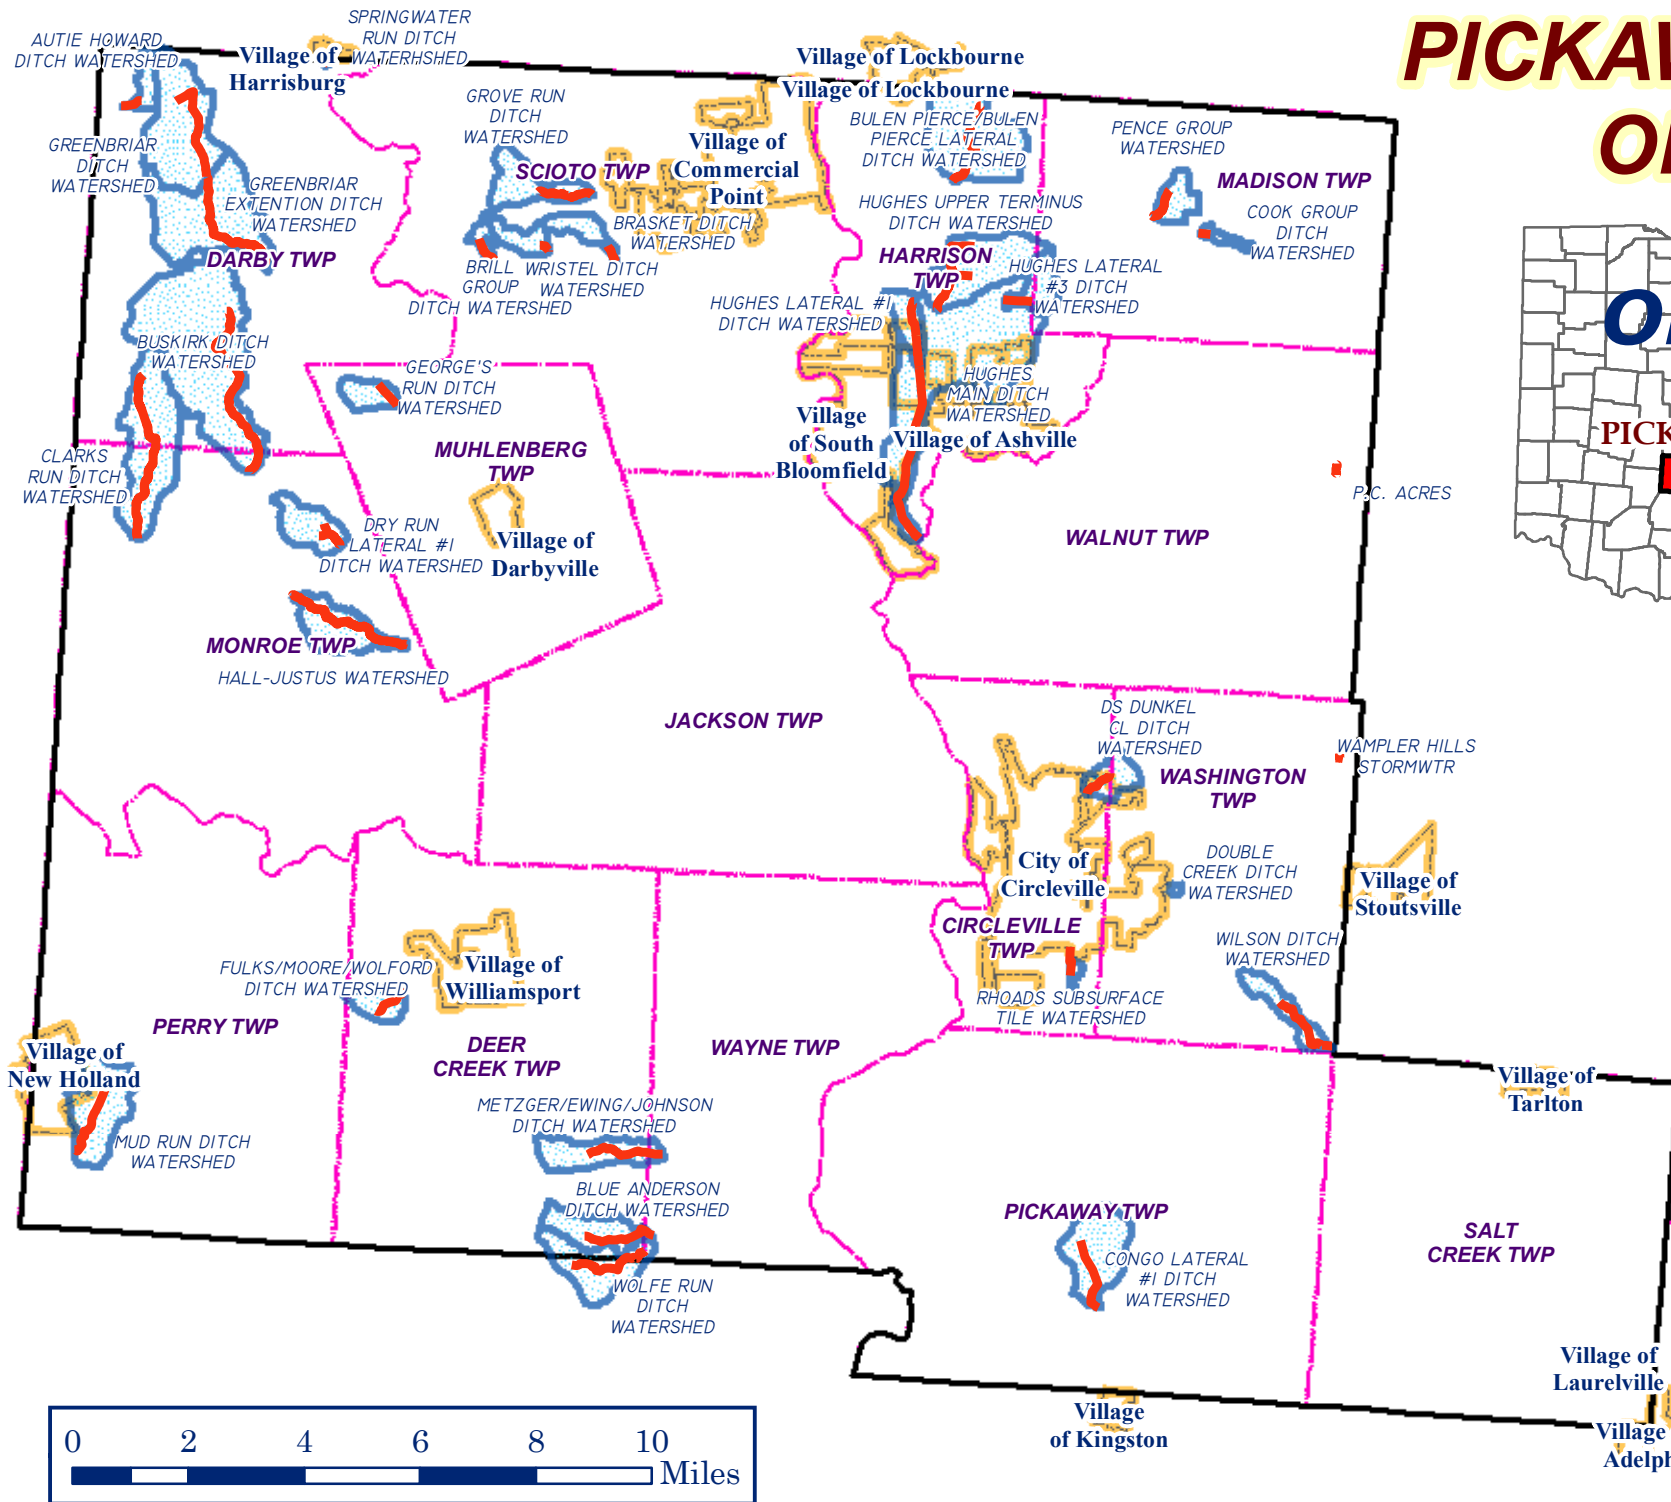 SPRINGWATER
RUN DITCH
WATERHSHED
AUTIE HOWARD
DITCH WATERSHED
Village of
Harrisburg
Village of Lockbourne
Village of Lockbourne
GROVE RUN
DITCH
WATERSHED
Village of
Commercial
Point
BULEN PIERCE/BULEN
PIERCE LATERAL
DITCH WATERSHED
PENCE GROUP
WATERSHED
GREENBRIAR
DITCH
WATERSHED
SCIOTO TWP
MADISON TWP
GREENBRIAR
EXTENTION DITCH
WATERSHED
BRASKET DITCH
WATERSHED
HUGHES UPPER TERMINUS
DITCH WATERSHED
COOK GROUP
DITCH
WATERSHED
DARBY TWP
BRILL
GROUP
DITCH WATERSHED
WRISTEL DITCH
WATERSHED
HARRISON
TWP
HUGHES LATERAL
#3 DITCH
WATERSHED
HUGHES LATERAL #1
DITCH WATERSHED
BUSKIRK DITCH
WATERSHED
GEORGE'S
RUN DITCH
WATERSHED
HUGHES
MAIN DITCH
WATERSHED
Village
of South
Bloomfield
Village of Ashville
MUHLENBERG
TWP
CLARKS
RUN DITCH
WATERSHED
P.C. ACRES
DRY RUN
LATERAL #1
DITCH WATERSHED
Village of
Darbyville
WALNUT TWP
MONROE TWP
HALL-JUSTUS WATERSHED
JACKSON TWP
DS DUNKEL
CL DITCH
WATERSHED
WAMPLER HILLS
STORMWTR
WASHINGTON
TWP
City of
Circleville
DOUBLE
CREEK DITCH
WATERSHED
Village of
Stoutsville
CIRCLEVILLE
TWP
WILSON DITCH
WATERSHED
FULKS/MOORE/WOLFORD
DITCH WATERSHED
Village of
Williamsport
RHOADS SUBSURFACE
TILE WATERSHED
PERRY TWP
DEER
CREEK TWP
WAYNE TWP
Village of
New Holland
Village of
Tarlton
METZGER/EWING/JOHNSON
DITCH WATERSHED
MUD RUN DITCH
WATERSHED
BLUE ANDERSON
DITCH WATERSHED
PICKAWAY TWP
SALT
CREEK TWP
CONGO LATERAL
#1 DITCH
WATERSHED
WOLFE RUN
DITCH
WATERSHED
Village of
Laurelville
Village
of Kingston
Village
Adelph
0 2 4 6 8 10
Miles
PICKAW
PICK